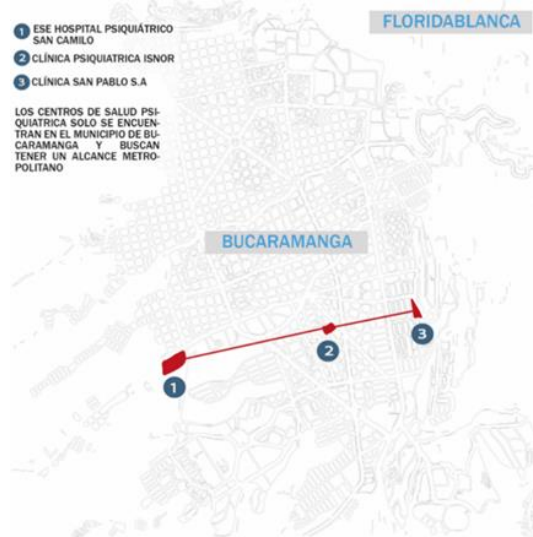 FLORIDABLANCA
1 ESE HOSPITAL PSIQUIÁTRICO
SAN CAMILO
2 CLÍNICA PSIQUIATRICA ISNOR
3 CLÍNICA SAN PABLO S.A
LOS CENTROS DE SALUD PSI-
QUIATRICA SOLO SE ENCUEN-
TRAN EN EL MUNICIPIO DE BU-
CARAMANGA Y BUSCAN
TENER UN ALCANCE METRO-
POLITANO
BUCARAMANGA
3
2
1